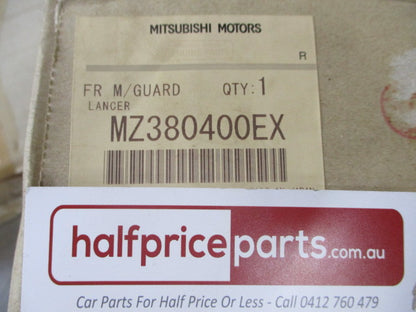 MITSUBISHI MOTORS
R
FR M/GUARD QTY:1
LANCER
MZ380400EX
halfpriceparts.com.au
Car Parts For Half Price Or Less - Call 0412 760 479